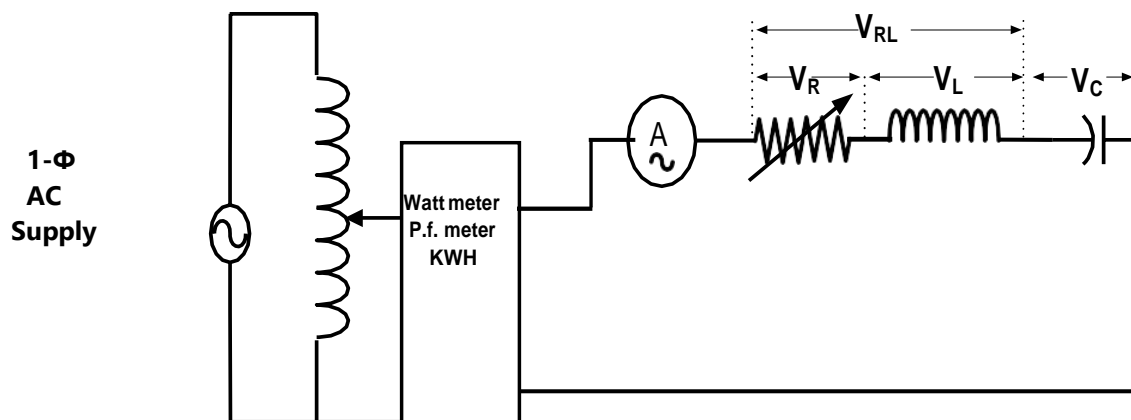 1-Φ
AC
Supply
Watt meter
P.f. meter
KWH
A
V_RL
V_R
V_L
V_C